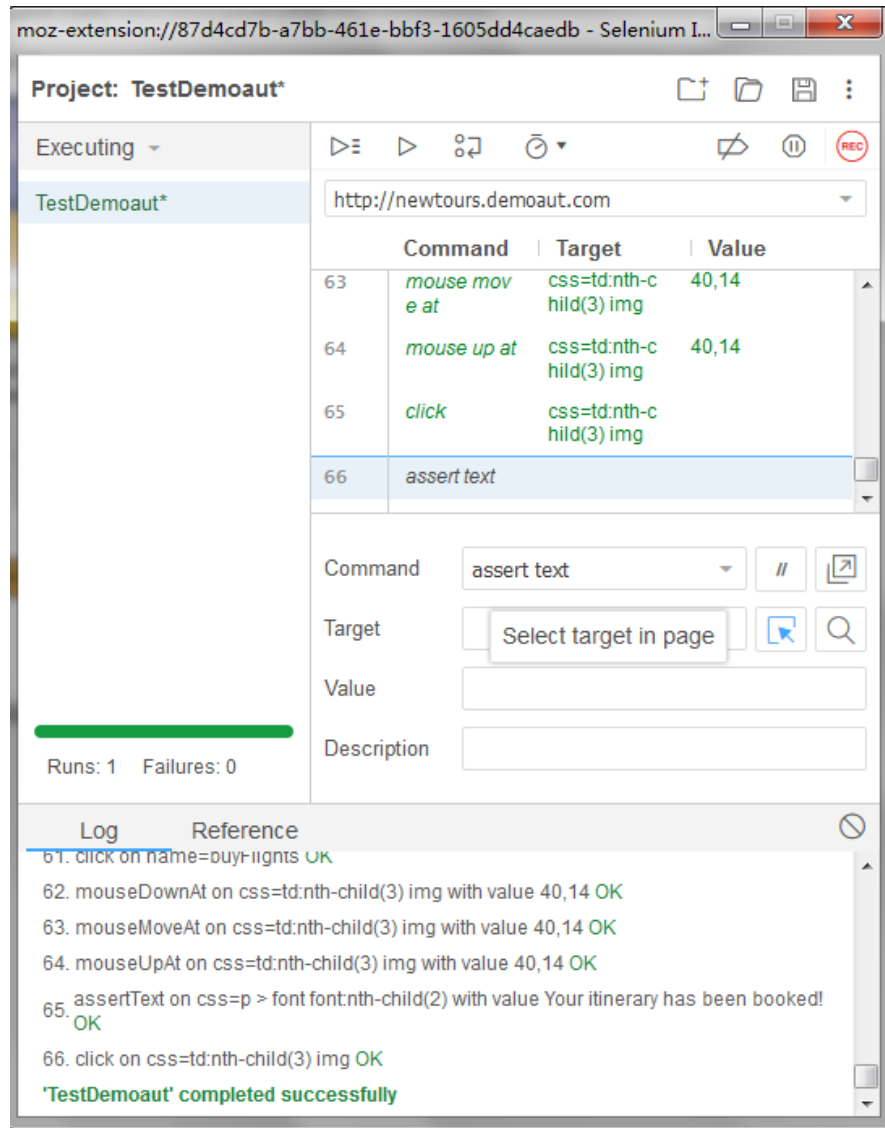 moz-extension://87d4cd7b-a7bb-461e-bbf3-1605dd4caedb - Selenium I...
Project: TestDemoaut*
Executing
REC
TestDemoaut*
http://newtours.demoaut.com
Command Target Value
63 mouse mov css=td:nth-c 40,14
e at hild(3) img
64 mouse up at css=td:nth-c 40,14
hild(3) img
65 click css=td:nth-c
hild(3) img
66 assert text
Command assert text //
Target Select target in page
Value
Description
Runs: 1 Failures: 0
Log Reference
61. click on name=buyFlights OK
62. mouseDownAt on css=td:nth-child(3) img with value 40,14 OK
63. mouseMoveAt on css=td:nth-child(3) img with value 40,14 OK
64. mouseUpAt on css=td:nth-child(3) img with value 40,14 OK
65. assertText on css=p > font font:nth-child(2) with value Your itinerary has been booked!
OK
66. click on css=td:nth-child(3) img OK
'TestDemoaut' completed successfully